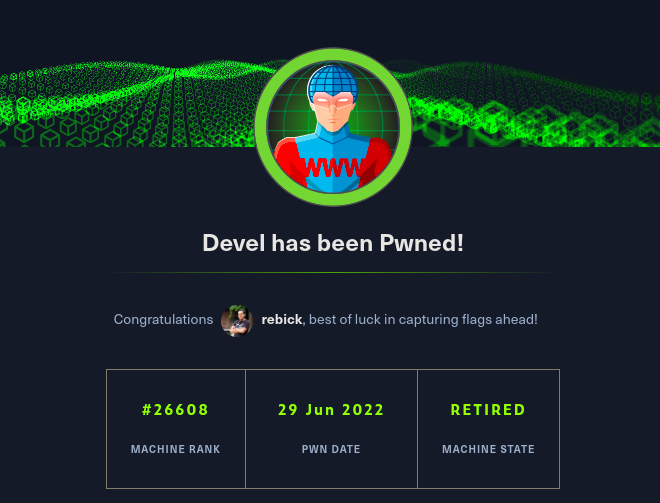 WWW
Devel has been Pwned!
Congratulations rebick, best of luck in capturing flags ahead!
#26608 29 Jun 2022 RETIRED
MACHINE RANK PWN DATE MACHINE STATE